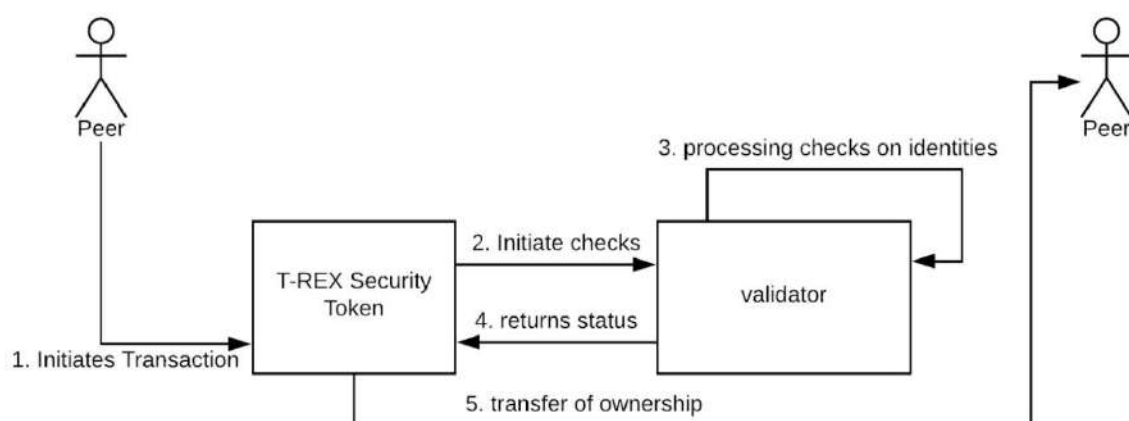 Peer
Peer
3. processing checks on identities
2. Initiate checks
T-REX Security
Token
validator
4. returns status
1. Initiates Transaction
5. transfer of ownership